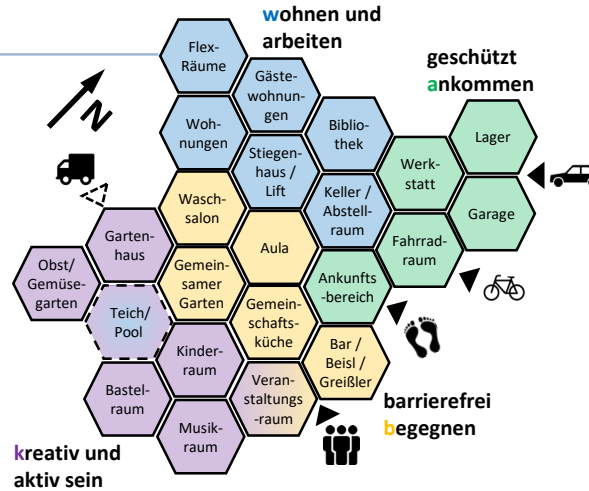 wohnen und
arbeiten
geschützt
ankommen
N
Flex-
Räume
Gäste-
wohnun-
gen
Woh-
nungen
Biblio-
thek
Lager
Stiegen-
haus /
Lift
Werk-
statt
Wasch-
salon
Keller /
Abstell-
raum
Garage
Garten-
haus
Aula
Fahrrad-
raum
Obst/
Gemüse-
garten
Gemein-
samer
Garten
Ankunfts
-bereich
Teich/
Pool
Gemein-
schafts-
küche
Kinder-
raum
Bar /
Beisl /
Greißler
Bastel-
raum
Veran-
staltungs
-raum
Musik-
raum
barrierefrei
begegnen
kreativ und
aktiv sein